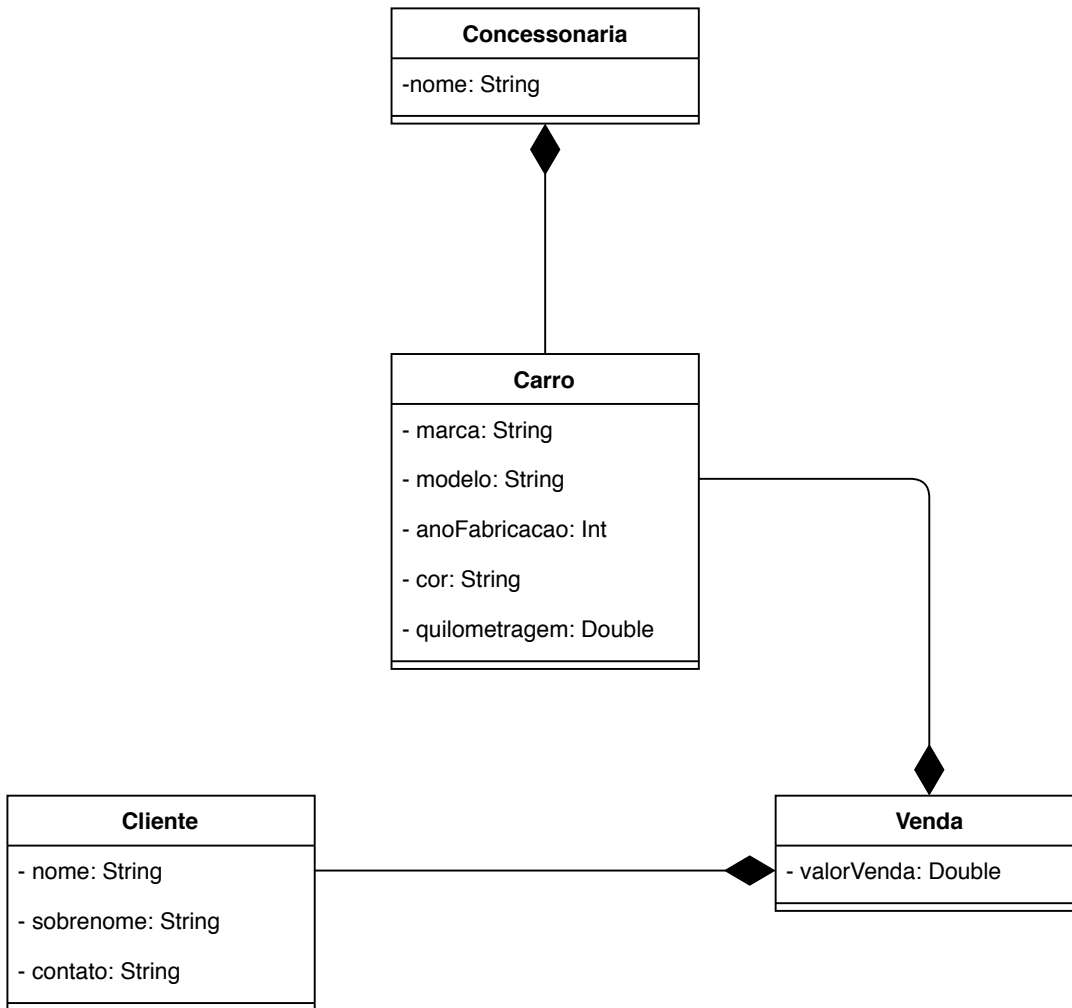 Concessonaria
-nome: String
Carro
- marca: String
- modelo: String
- anoFabricacao: Int
- cor: String
- quilometragem: Double
Cliente
- nome: String
- sobrenome: String
- contato: String
Venda
- valorVenda: Double